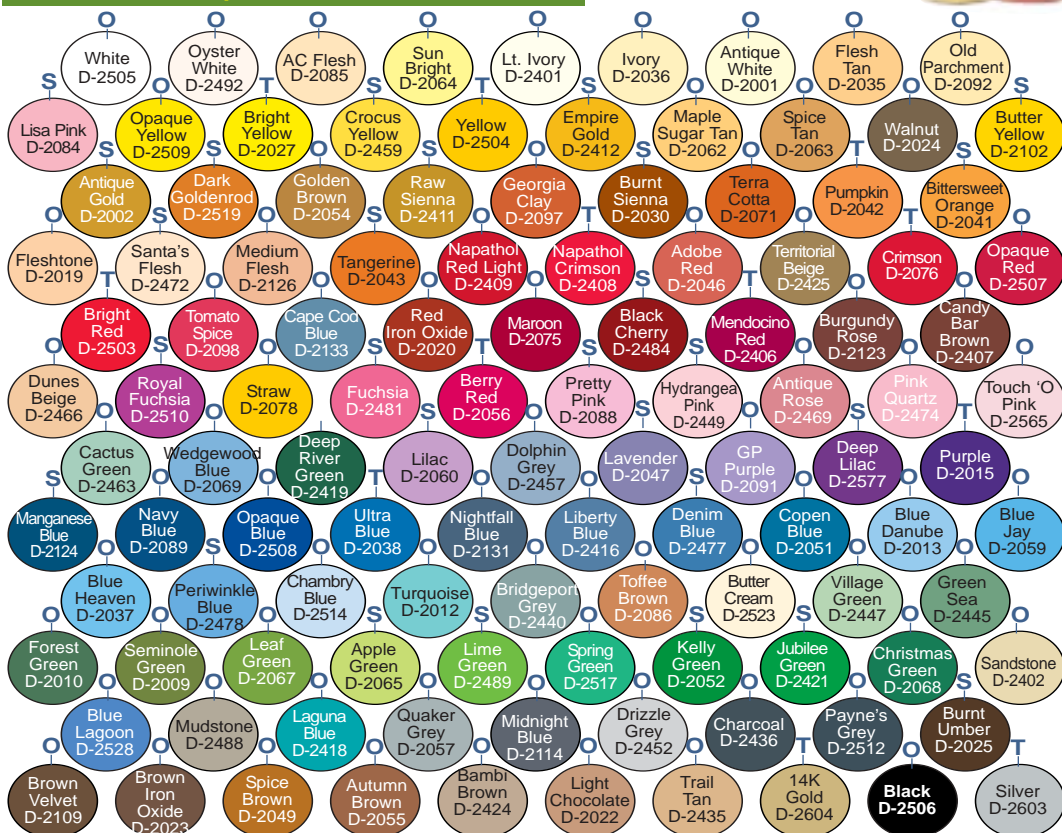 O
White
D-2505
O
Oyster
White
D-2492
O
AC Flesh
D-2085
O
Sun
Bright
D-2064
O
Lt. Ivory
D-2401
O
Ivory
D-2036
O
Antique
White
D-2001
O
Flesh
Tan
D-2035
O
Old
Parchment
D-2092
S
Lisa Pink
D-2084
O
Opaque
Yellow
D-2509
T
Bright
Yellow
D-2027
S
Crocus
Yellow
D-2459
T
Yellow
D-2504
S
Empire
Gold
D-2412
O
Maple
Sugar Tan
D-2062
O
Spice
Tan
D-2063
O
Walnut
D-2024
S
Butter
Yellow
D-2102
S
Antique
Gold
D-2002
S
Dark
Goldenrod
D-2519
O
Golden
Brown
D-2054
S
Raw
Sienna
D-2411
O
Georgia
Clay
D-2097
S
Burnt
Sienna
D-2030
O
Terra
Cotta
D-2071
T
Pumpkin
D-2042
S
Bittersweet
Orange
D-2041
O
Fleshtone
D-2019
S
Santa's
Flesh
D-2472
O
Medium
Flesh
D-2126
S
Tangerine
D-2043
O
Napathol
Red Light
D-2409
T
Napathol
Crimson
D-2408
O
Adobe
Red
D-2046
S
Territorial
Beige
D-2425
T
Crimson
D-2076
O
Opaque
Red
D-2507
T
Bright
Red
D-2503
O
Tomato
Spice
D-2098
O
Cape Cod
Blue
D-2133
O
Red
Iron Oxide
D-2020
O
Maroon
D-2075
S
Black
Cherry
D-2484
T
Mendocino
Red
D-2406
O
Burgundy
Rose
D-2123
O
Candy
Bar
Brown
D-2407
O
Dunes
Beige
D-2466
S
Royal
Fuchsia
D-2510
O
Straw
D-2078
S
Fuchsia
D-2481
T
Berry
Red
D-2056
S
Pretty
Pink
D-2088
S
Hydrangea
Pink
D-2449
O
Antique
Rose
D-2469
O
Pink
Quartz
D-2474
O
Touch 'O
Pink
D-2565
O
Cactus
Green
D-2463
O
Wedgewood
Blue
D-2069
O
Deep
River
Green
D-2419
S
Lilac
D-2060
O
Dolphin
Grey
D-2457
S
Lavender
D-2047
O
GP
Purple
D-2091
S
Deep
Lilac
D-2577
T
Purple
D-2015
S
Manganese
Blue
D-2124
O
Navy
Blue
D-2089
O
Opaque
Blue
D-2508
T
Ultra
Blue
D-2038
O
Nightfall
Blue
D-2131
O
Liberty
Blue
D-2416
S
Denim
Blue
D-2477
O
Copen
Blue
D-2051
O
Blue
Danube
D-2013
O
Blue
Jay
D-2059
O
Blue
Heaven
D-2037
S
Periwinkle
Blue
D-2478
O
Chambry
Blue
D-2514
O
Turquoise
D-2012
O
Bridgeport
Grey
D-2440
O
Toffee
Brown
D-2086
O
Butter
Cream
D-2523
O
Village
Green
D-2447
O
Green
Sea
D-2445
O
Forest
Green
D-2010
O
Seminole
Green
D-2009
O
Leaf
Green
D-2067
S
Apple
Green
D-2065
S
Lime
Green
D-2489
O
Spring
Green
D-2517
S
Kelly
Green
D-2052
S
Jubilee
Green
D-2421
O
Christmas
Green
D-2068
O
Sandstone
D-2402
O
Blue
Lagoon
D-2528
O
Mudstone
D-2488
O
Laguna
Blue
D-2418
O
Quaker
Grey
D-2057
O
Midnight
Blue
D-2114
O
Drizzle
Grey
D-2452
O
Charcoal
D-2436
O
Payne's
Grey
D-2512
S
Burnt
Umber
D-2025
O
Brown
Velvet
D-2109
O
Brown
Iron
Oxide
D-2023
O
Spice
Brown
D-2049
O
Autumn
Brown
D-2055
O
Bambi
Brown
D-2424
O
Light
Chocolate
D-2022
O
Trail
Tan
D-2435
T
14K
Gold
D-2604
O
Black
D-2506
T
Silver
D-2603